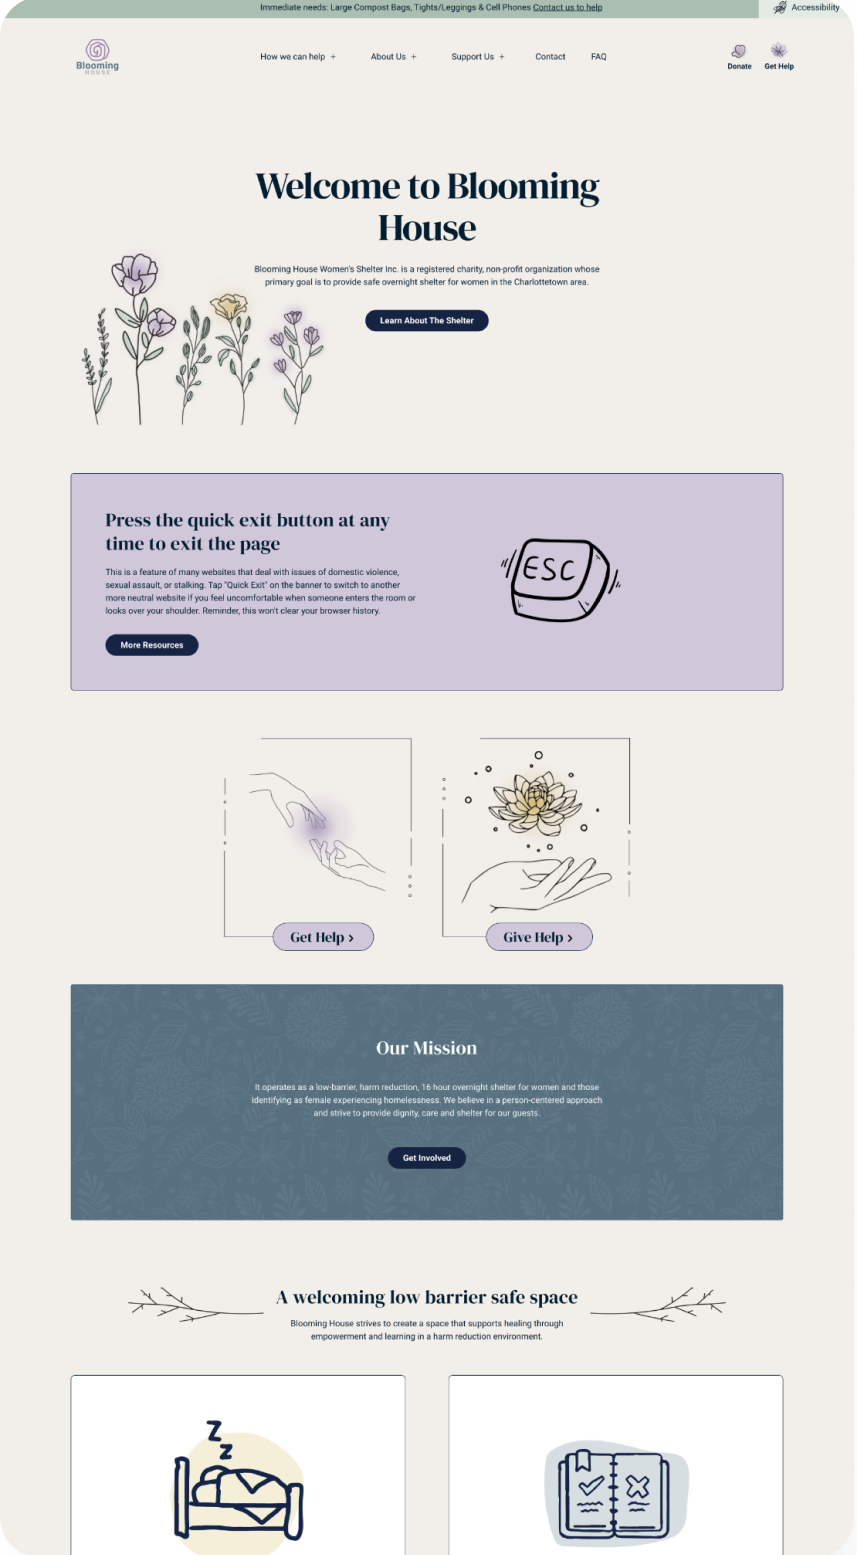 Immediate needs: Large Compost Bags, Tights/Leggings & Cell Phones Contact us to help
Accessibility
Blooming
HOUSE
How we can help +
About Us +
Support Us +
Contact
FAQ
Donate
Get Help
Welcome to Blooming
House
Blooming House Women's Shelter Inc. is a registered charity, non-profit organization whose
primary goal is to provide safe overnight shelter for women in the Charlottetown area.
Learn About The Shelter
Press the quick exit button at any
time to exit the page
This is a feature of many websites that deal with issues of domestic violence,
sexual assault, or stalking. Tap "Quick Exit" on the banner to switch to another
more neutral website if you feel uncomfortable when someone enters the room or
looks over your shoulder. Reminder, this won't clear your browser history.
More Resources
ESC
Get Help ›
Give Help ›
Our Mission
It operates as a low-barrier, harm reduction, 16 hour overnight shelter for women and those
identifying as female experiencing homelessness. We believe in a person-centered approach
and strive to provide dignity, care and shelter for our guests.
Get Involved
A welcoming low barrier safe space
Blooming House strives to create a space that supports healing through
empowerment and learning in a harm reduction environment.
Z
Z